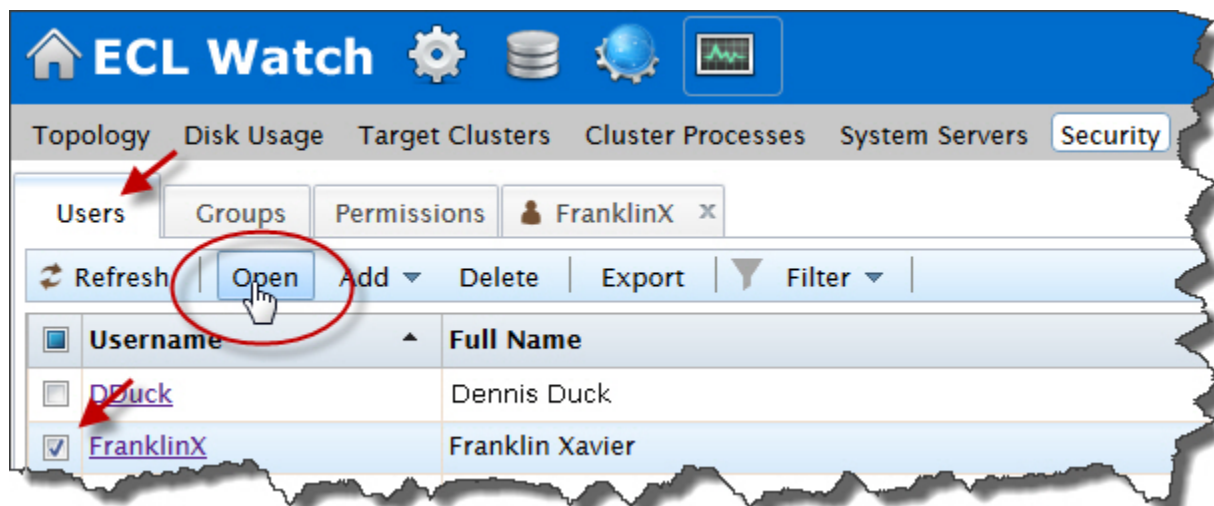 ECL Watch
Topology Disk Usage Target Clusters Cluster Processes System Servers Security
Users Groups Permissions FranklinX x
Refresh Open Add Delete Export Filter
Username Full Name
DDuck Dennis Duck
FranklinX Franklin Xavier